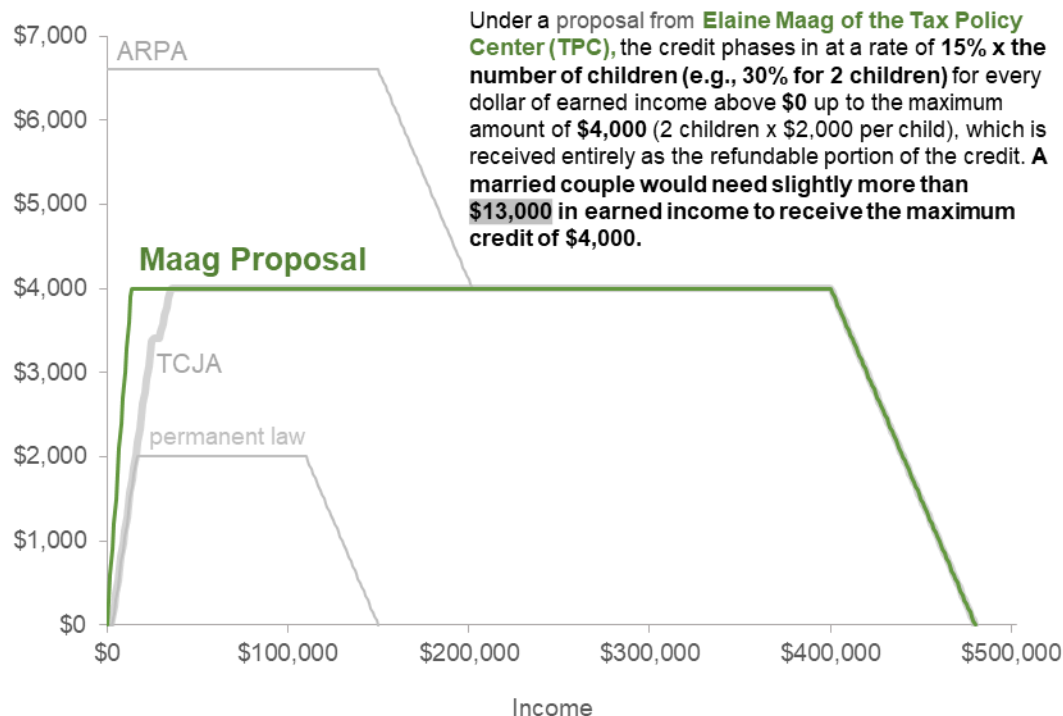 Under a proposal from Elaine Maag of the Tax Policy
Center (TPC), the credit phases in at a rate of 15% x the
number of children (e.g., 30% for 2 children) for every
dollar of earned income above $0 up to the maximum
amount of $4,000 (2 children x $2,000 per child), which is
received entirely as the refundable portion of the credit. A
married couple would need slightly more than
$13,000 in earned income to receive the maximum
credit of $4,000.
$7,000
ARPA
$6,000
$5,000
Maag Proposal
$4,000
TCJA
$3,000
permanent law
$2,000
$1,000
$0
$0 $100,000 $200,000 $300,000 $400,000 $500,000
Income